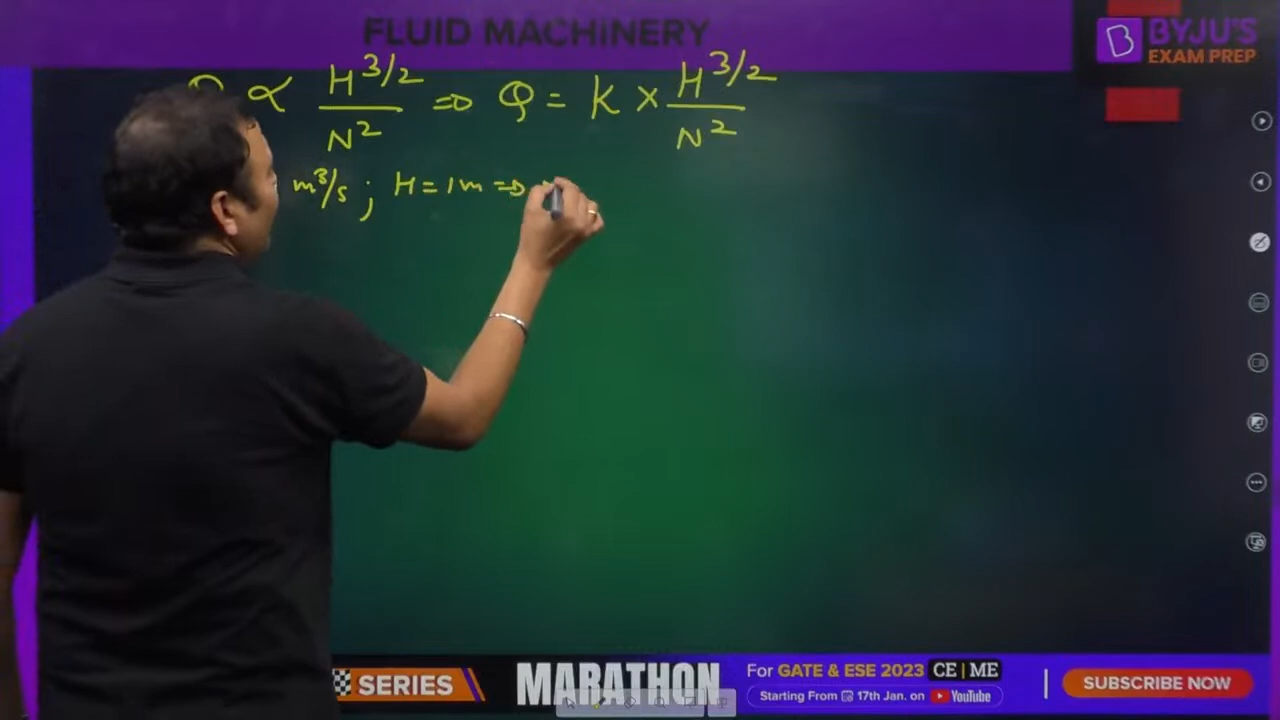 FLUID MACHINERY
BYJU'S
EXAM PREP
∝ H^3/2 / N^2 ⇒ Q = K × H^3/2 / N^2
m³/s ; H = 1m ⇒
SERIES
MARATHON
For GATE & ESE 2023 CE | ME
Starting From 17th Jan. on YouTube
SUBSCRIBE NOW